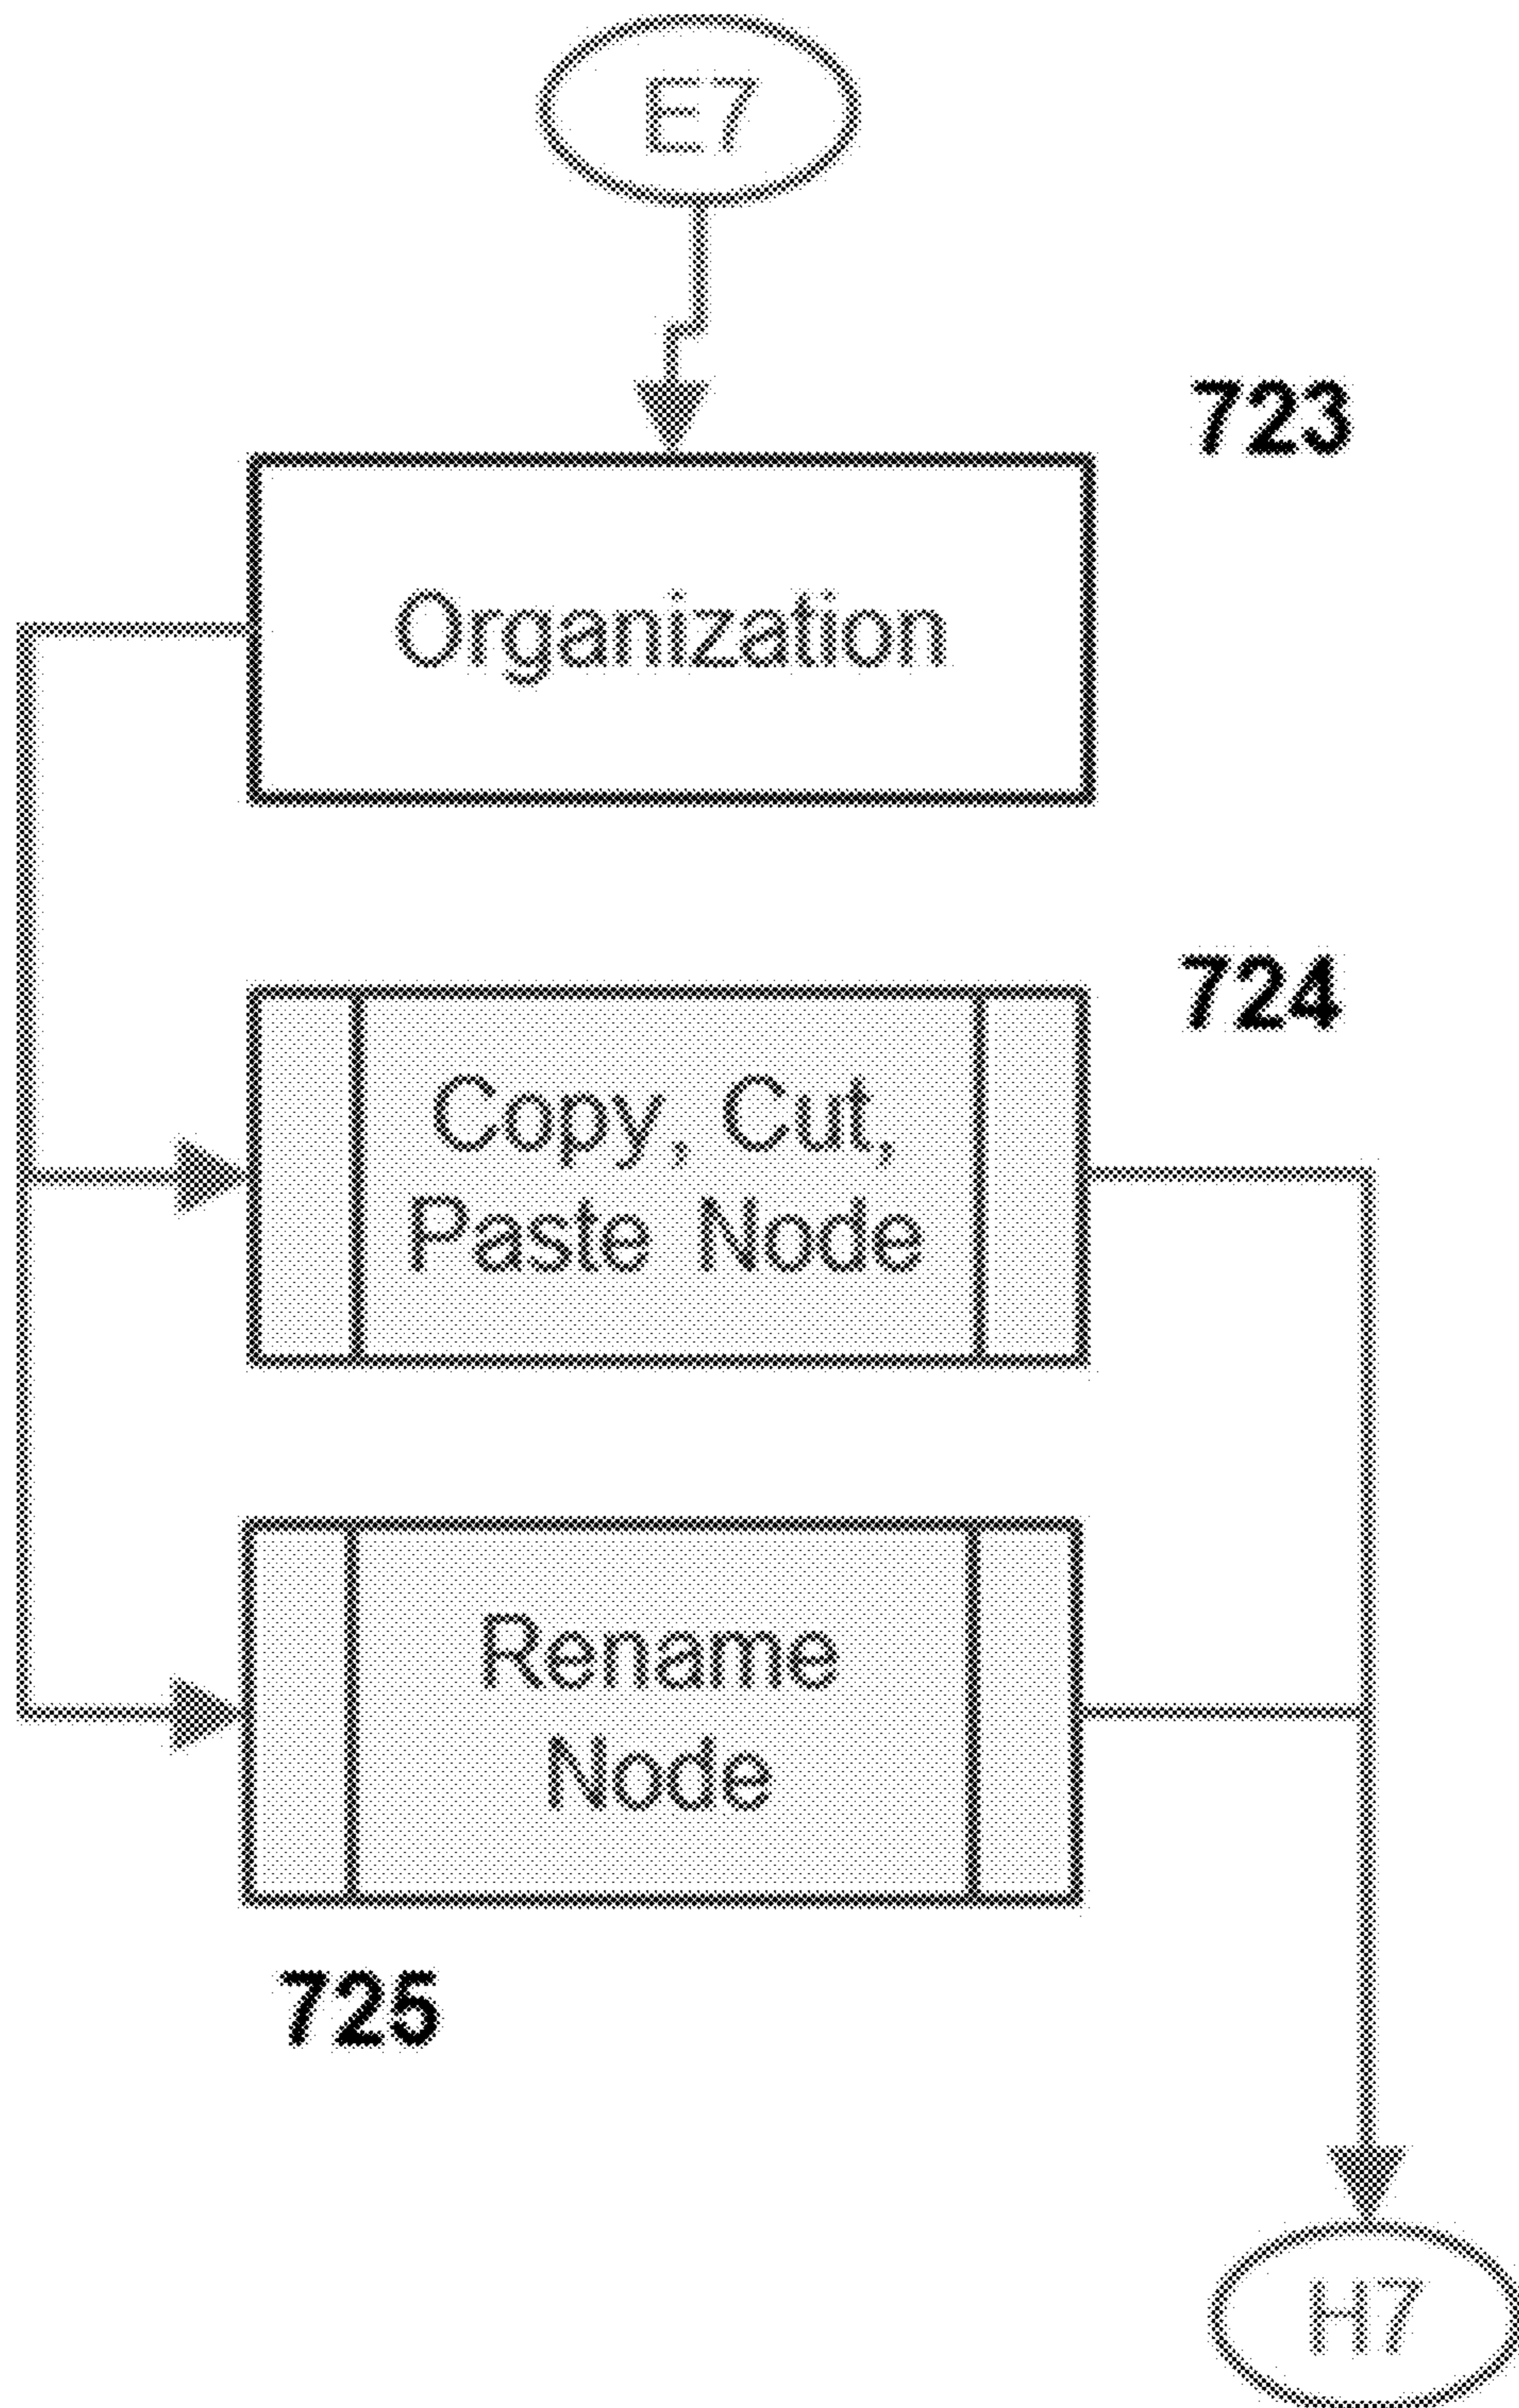 E7
723
Organization
724
Copy, Cut,
Paste Node
Rename
Node
725
H7